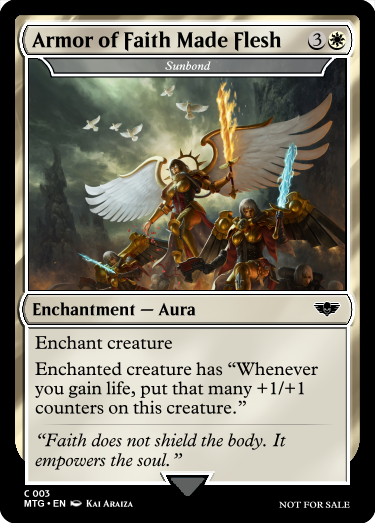 Armor of Faith Made Flesh 3
Sunbond
Enchantment — Aura
Enchant creature
Enchanted creature has “Whenever
you gain life, put that many +1/+1
counters on this creature.”
“Faith does not shield the body. It
empowers the soul.”
C 003
MTG • EN Kai Araiza
NOT FOR SALE